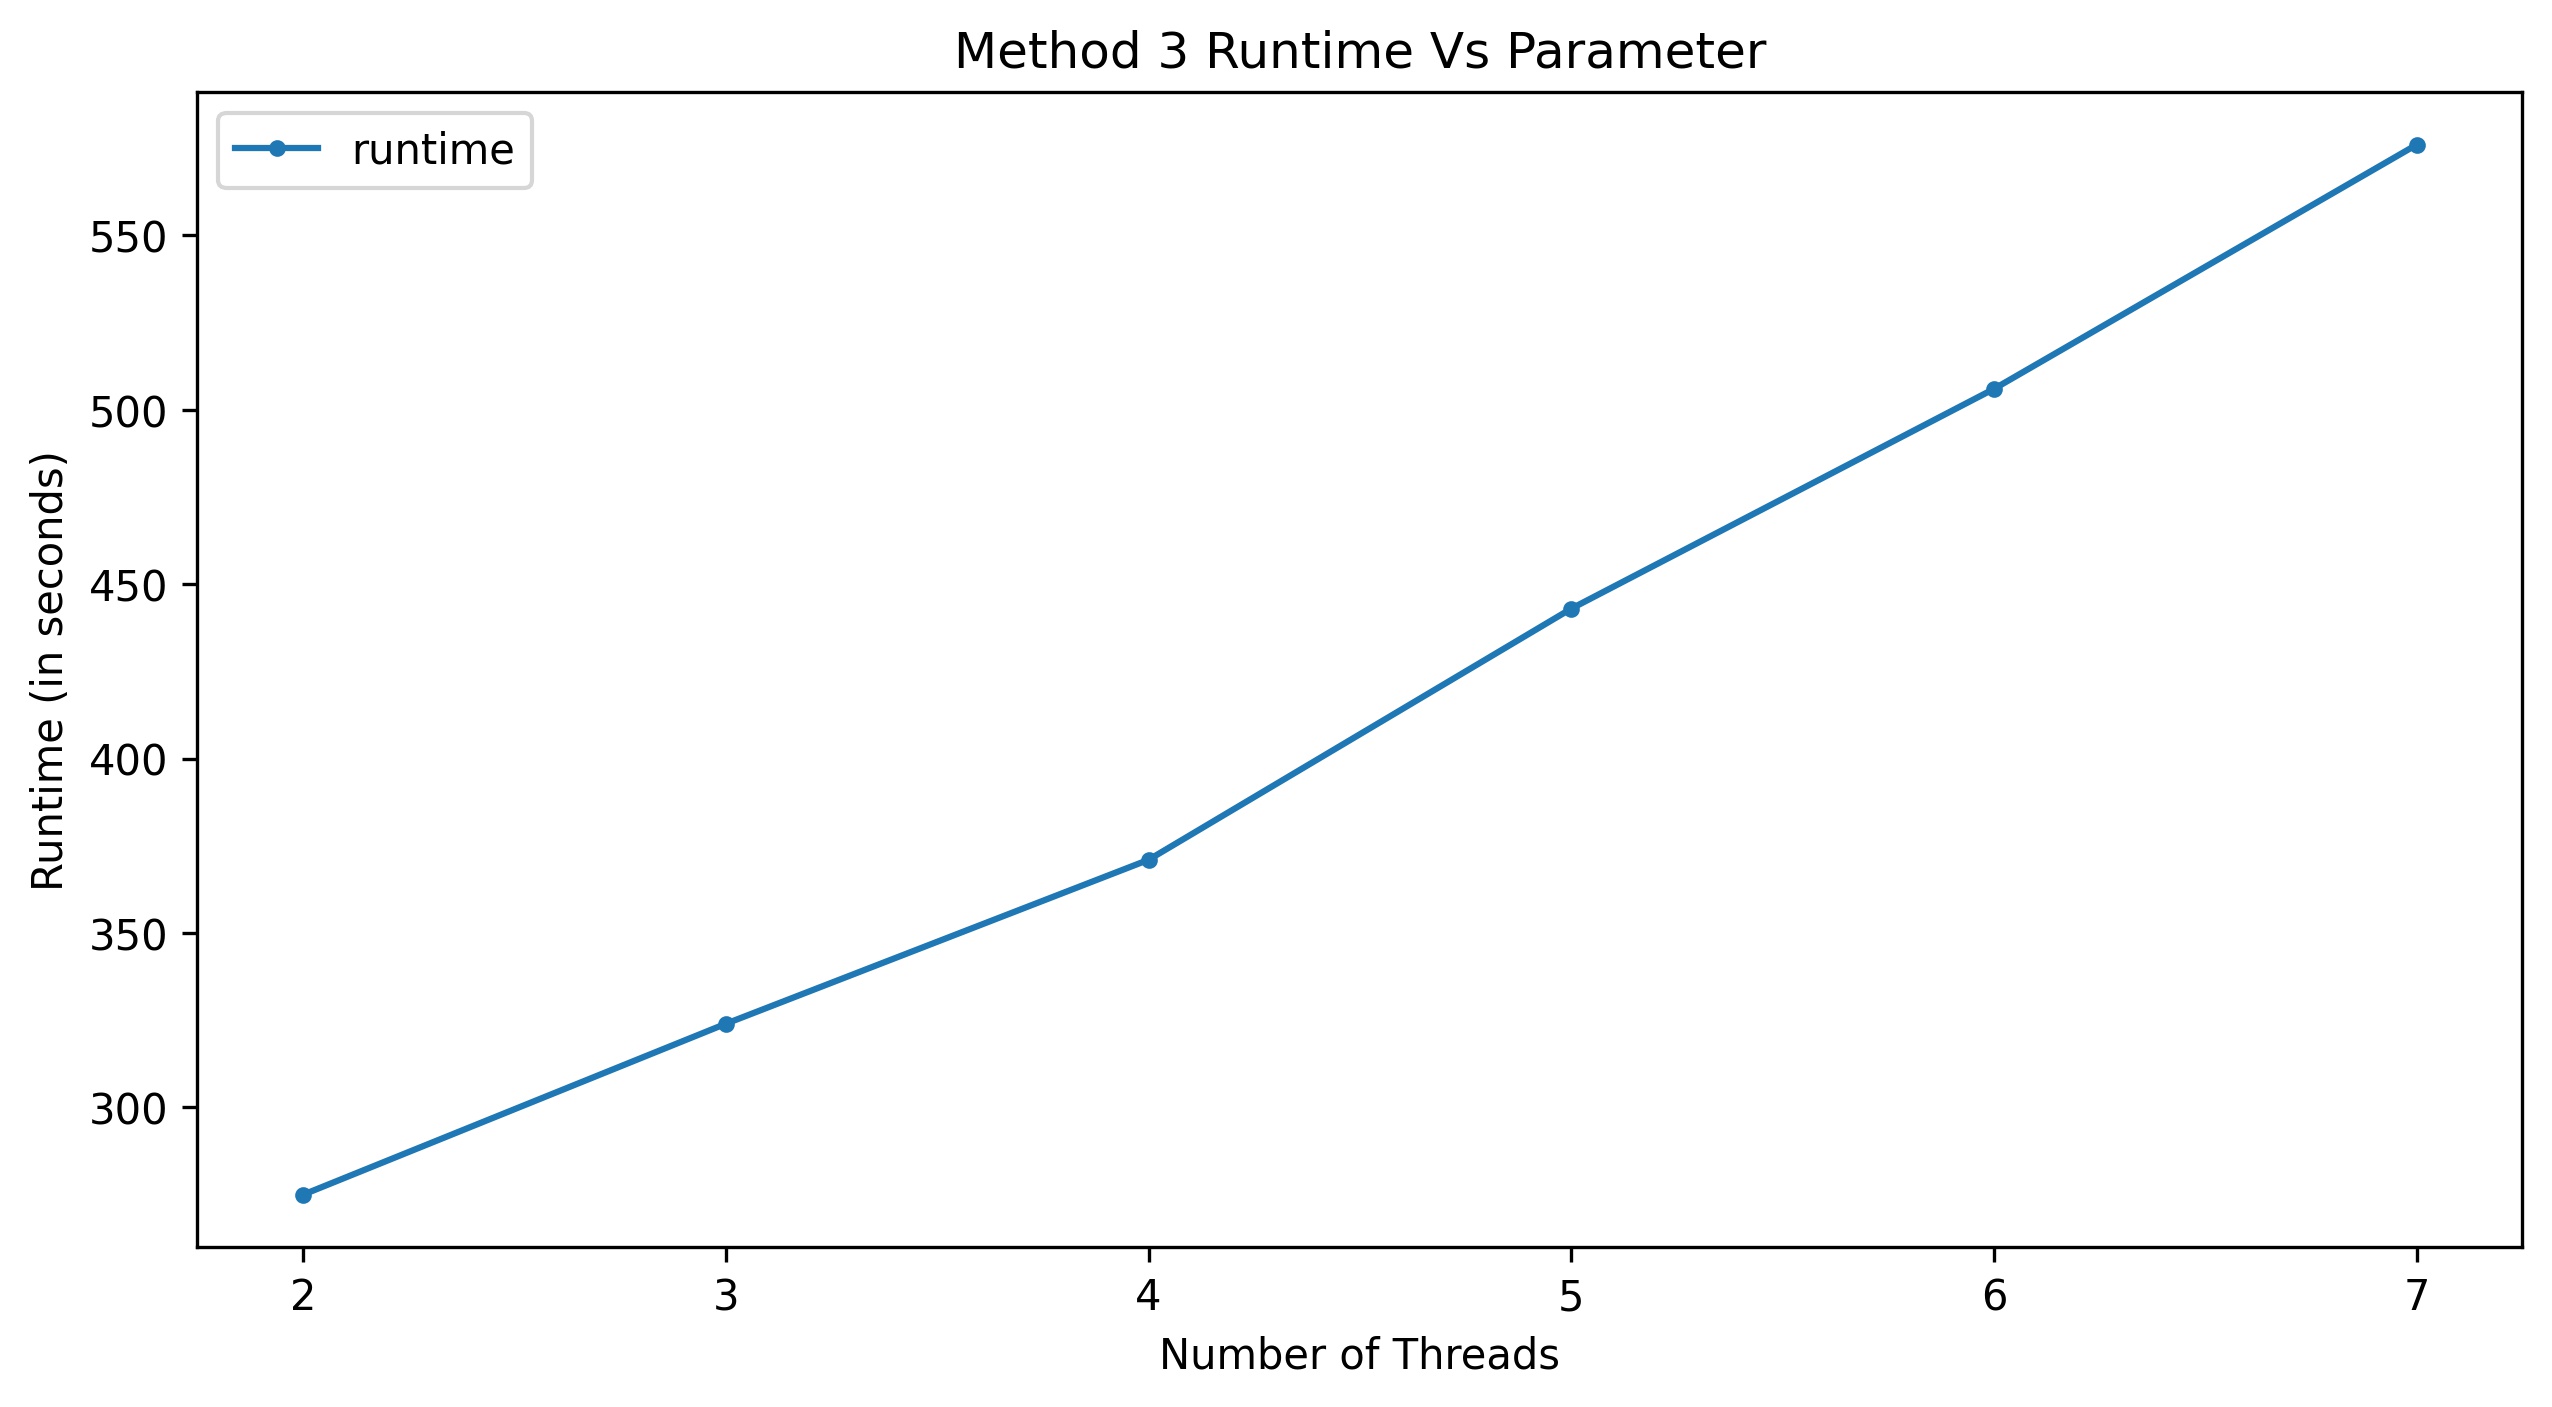 Method 3 Runtime Vs Parameter
runtime
550
500
450
400
350
300
Runtime (in seconds)
2 3 4 5 6 7
Number of Threads